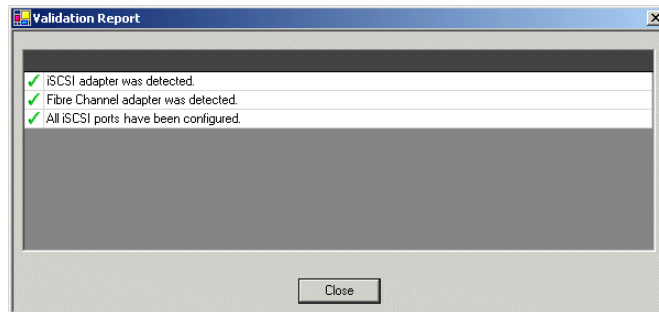 Validation Report
iSCSI adapter was detected.
Fibre Channel adapter was detected.
All iSCSI ports have been configured.
Close